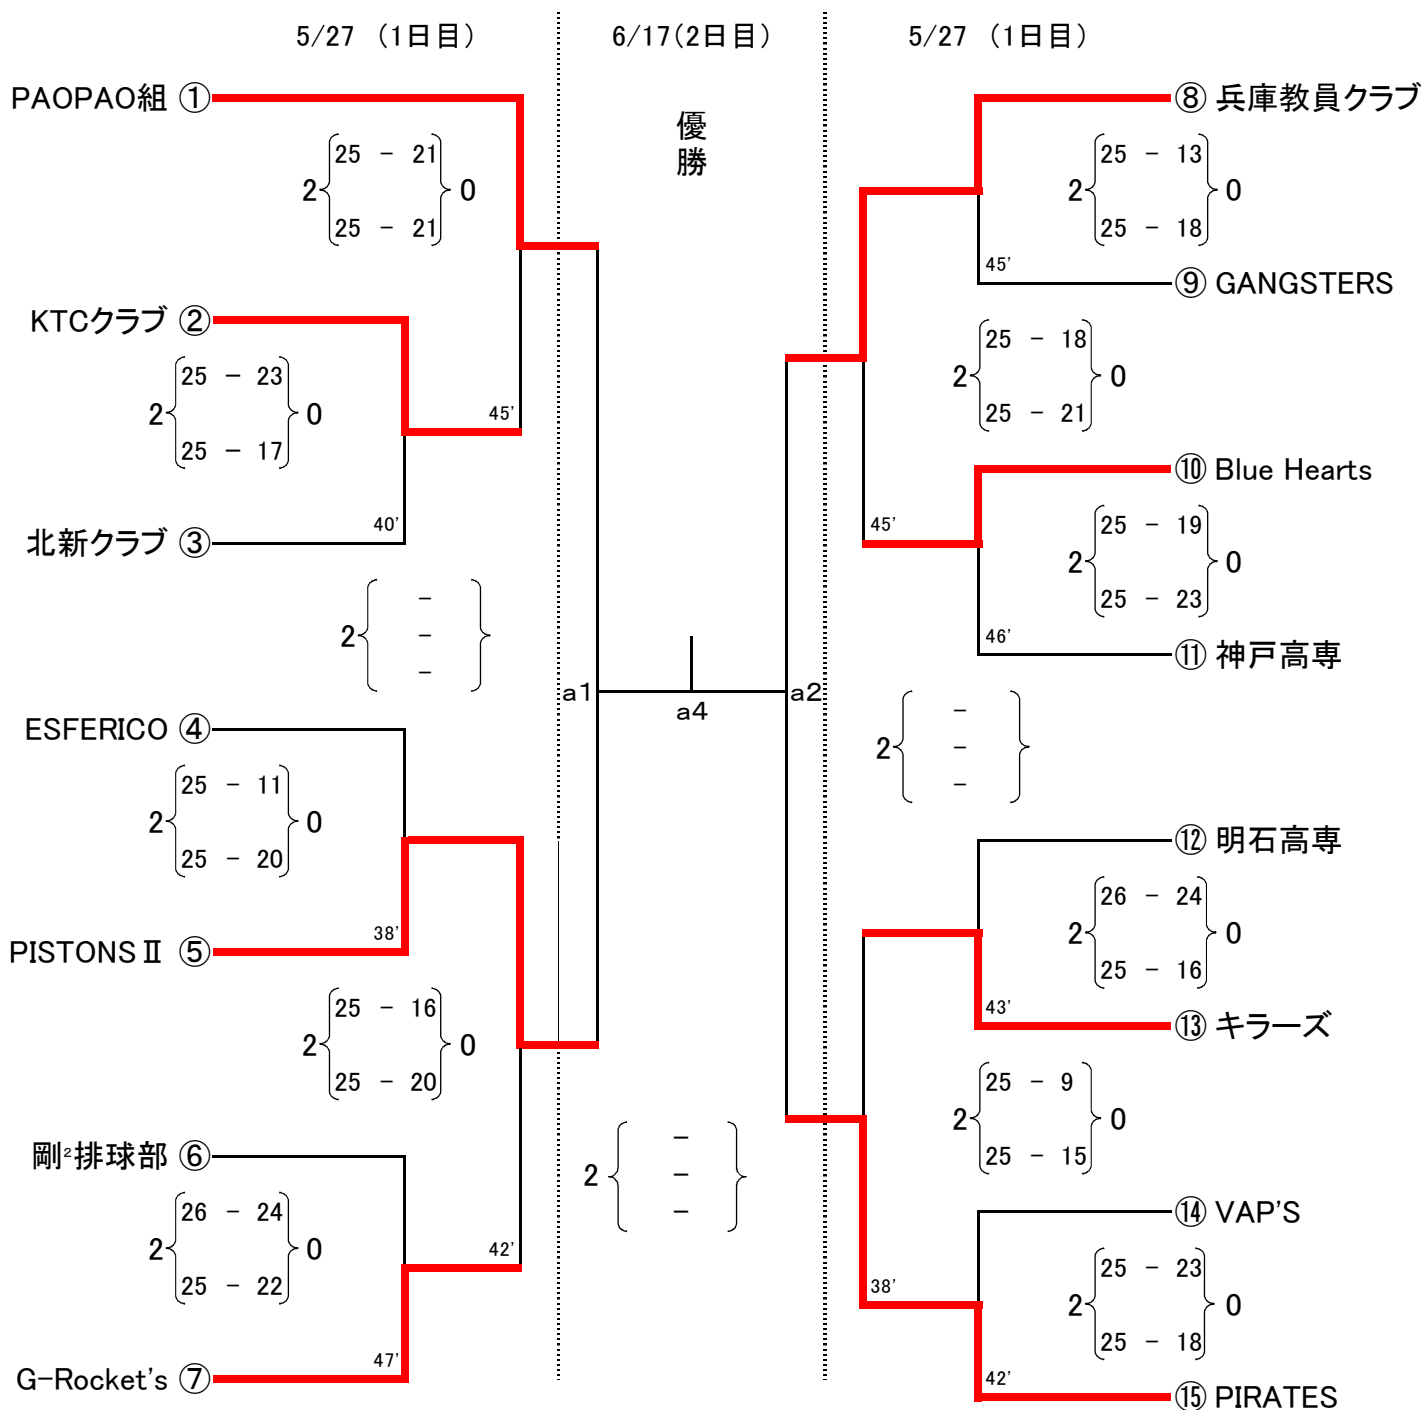 5/27 (1日目)
6/17(2日目)
5/27 (1日目)
優勝
PAOPAO組 ①
2 25 - 21 0
25 - 21
KTCクラブ ②
2 25 - 23 0
25 - 17
45'
北新クラブ ③
40'
2 -
-
-
ESFERICO ④
2 25 - 11 0
25 - 20
PISTONSⅡ ⑤
38'
2 25 - 16 0
25 - 20
剛²排球部 ⑥
2 26 - 24 0
25 - 22
42'
G-Rocket's ⑦
47'
a1
a4
a2
2 -
-
-
⑧ 兵庫教員クラブ
2 25 - 13 0
25 - 18
45'
⑨ GANGSTERS
2 25 - 18 0
25 - 21
⑩ Blue Hearts
45'
2 25 - 19 0
25 - 23
46'
⑪ 神戸高専
2 -
-
-
⑫ 明石高専
2 26 - 24 0
25 - 16
43'
⑬ キラーズ
2 25 - 9 0
25 - 15
⑭ VAP'S
38'
2 25 - 23 0
25 - 18
42'
⑮ PIRATES